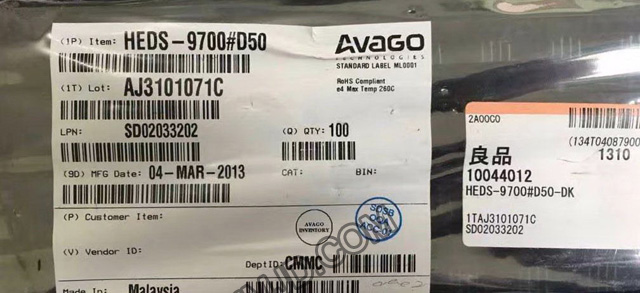 (1P) Item: HEDS-9700#D50
AVAGO
TECHNOLOGIES
STANDARD LABEL ML0001
RoHS Compliant
e4 Max Temp 260C
(1T) Lot: AJ3101071C
LPN: SD02033202
(Q) QTY: 100
(9D) MFG Date: 04-MAR-2013
CAT:
BIN:
(P) Customer Item:
AVAGO
INVENTORY
(V) Vendor ID:
DeptID: CMMC
Made In: Malaysia
2A00C0
(134T04087900
1310
良品
10044012
HEDS-9700#D50-DK
1TAJ3101071C
SD02033202